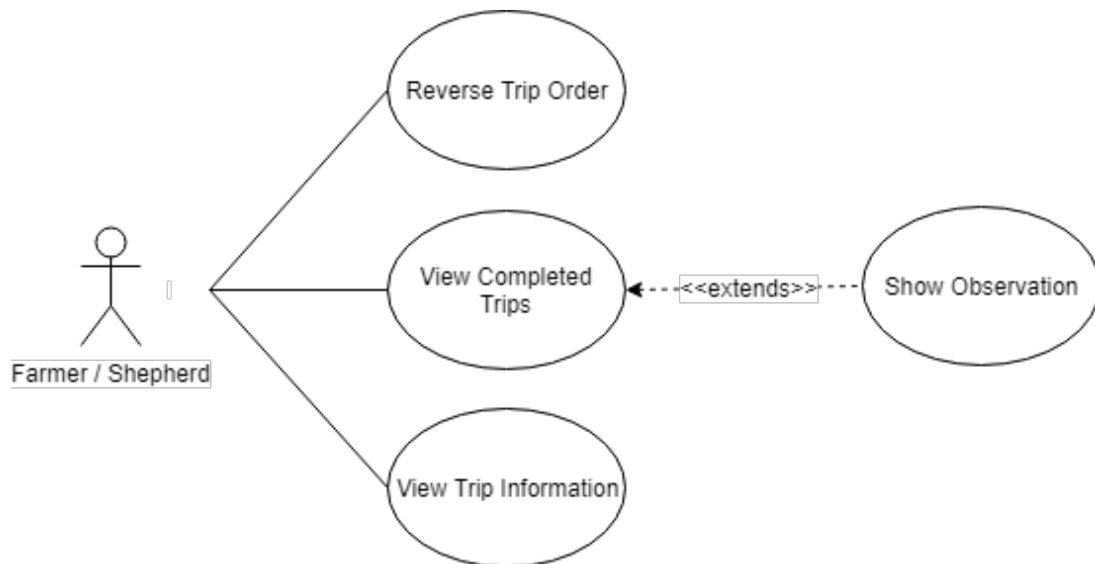 Reverse Trip Order
View Completed
Trips
<<extends>>
Show Observation
Farmer / Shepherd
View Trip Information